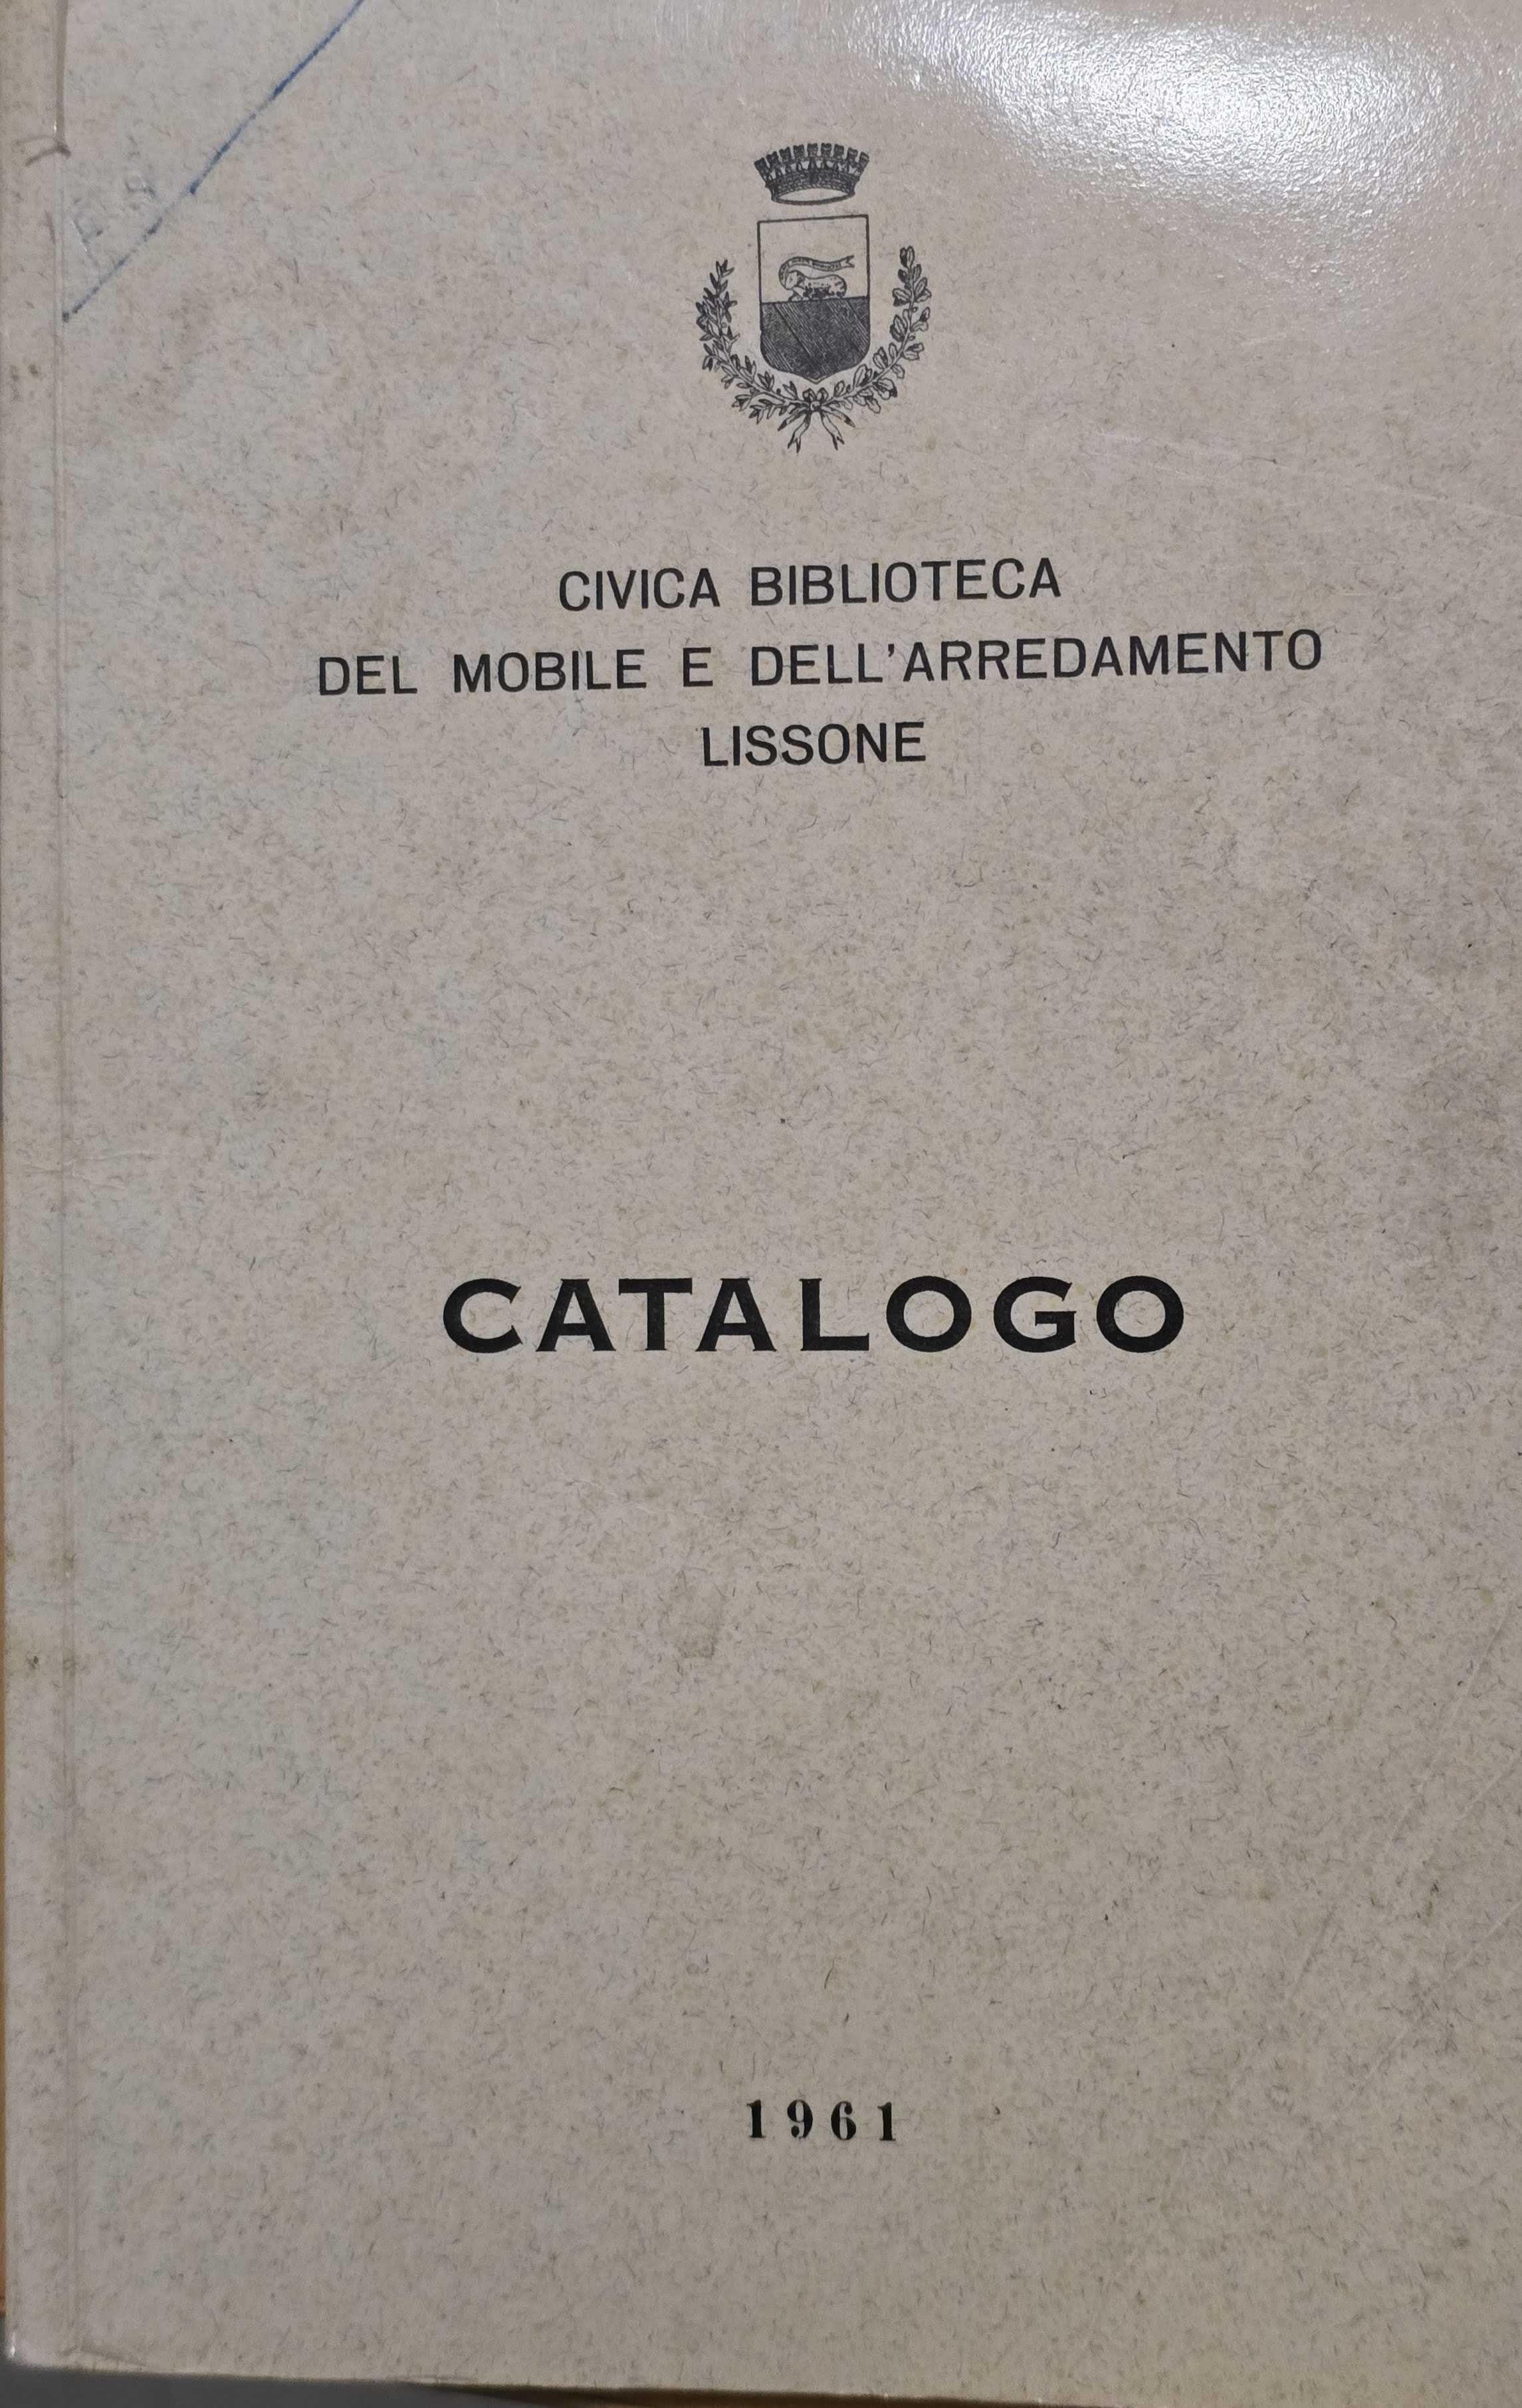 CIVICA BIBLIOTECA
DEL MOBILE E DELL'ARREDAMENTO
LISSONE
CATALOGO
1961